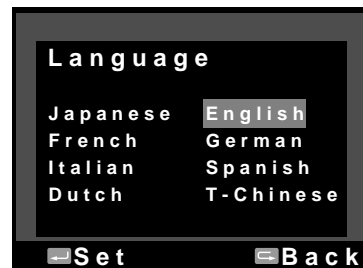 Language
Japanese English
French German
Italian Spanish
Dutch T-Chinese
Set Back